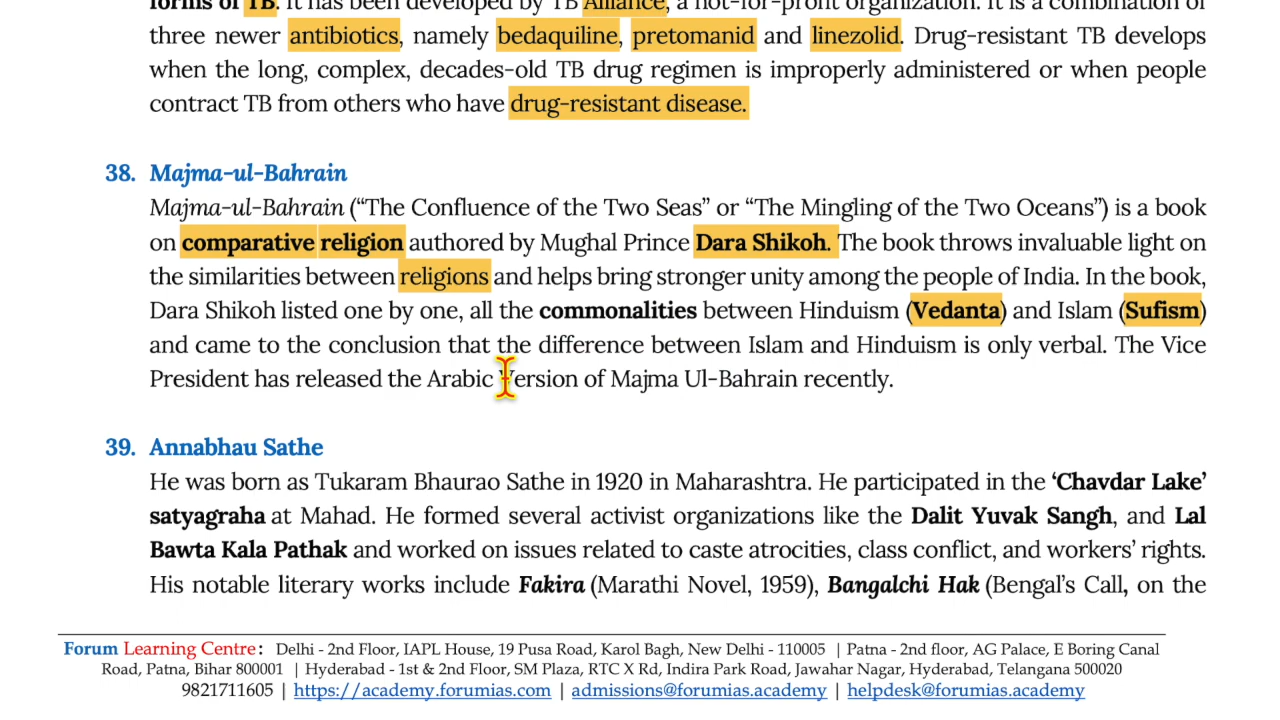 forms of TB. It has been developed by TB Alliance, a not-for-profit organization. It is a combination of
three newer antibiotics, namely bedaquiline, pretomanid and linezolid. Drug-resistant TB develops
when the long, complex, decades-old TB drug regimen is improperly administered or when people
contract TB from others who have drug-resistant disease.
38. Majma-ul-Bahrain
Majma-ul-Bahrain (“The Confluence of the Two Seas” or “The Mingling of the Two Oceans”) is a book
on comparative religion authored by Mughal Prince Dara Shikoh. The book throws invaluable light on
the similarities between religions and helps bring stronger unity among the people of India. In the book,
Dara Shikoh listed one by one, all the commonalities between Hinduism (Vedanta) and Islam (Sufism)
and came to the conclusion that the difference between Islam and Hinduism is only verbal. The Vice
President has released the Arabic Version of Majma Ul-Bahrain recently.
39. Annabhau Sathe
He was born as Tukaram Bhaurao Sathe in 1920 in Maharashtra. He participated in the ‘Chavdar Lake’
satyagraha at Mahad. He formed several activist organizations like the Dalit Yuvak Sangh, and Lal
Bawta Kala Pathak and worked on issues related to caste atrocities, class conflict, and workers’ rights.
His notable literary works include Fakira (Marathi Novel, 1959), Bangalchi Hak (Bengal’s Call, on the
Forum Learning Centre: Delhi - 2nd Floor, IAPL House, 19 Pusa Road, Karol Bagh, New Delhi - 110005 | Patna - 2nd floor, AG Palace, E Boring Canal
Road, Patna, Bihar 800001 | Hyderabad - 1st & 2nd Floor, SM Plaza, RTC X Rd, Indira Park Road, Jawahar Nagar, Hyderabad, Telangana 500020
9821711605 | https://academy.forumias.com | admissions@forumias.academy | helpdesk@forumias.academy